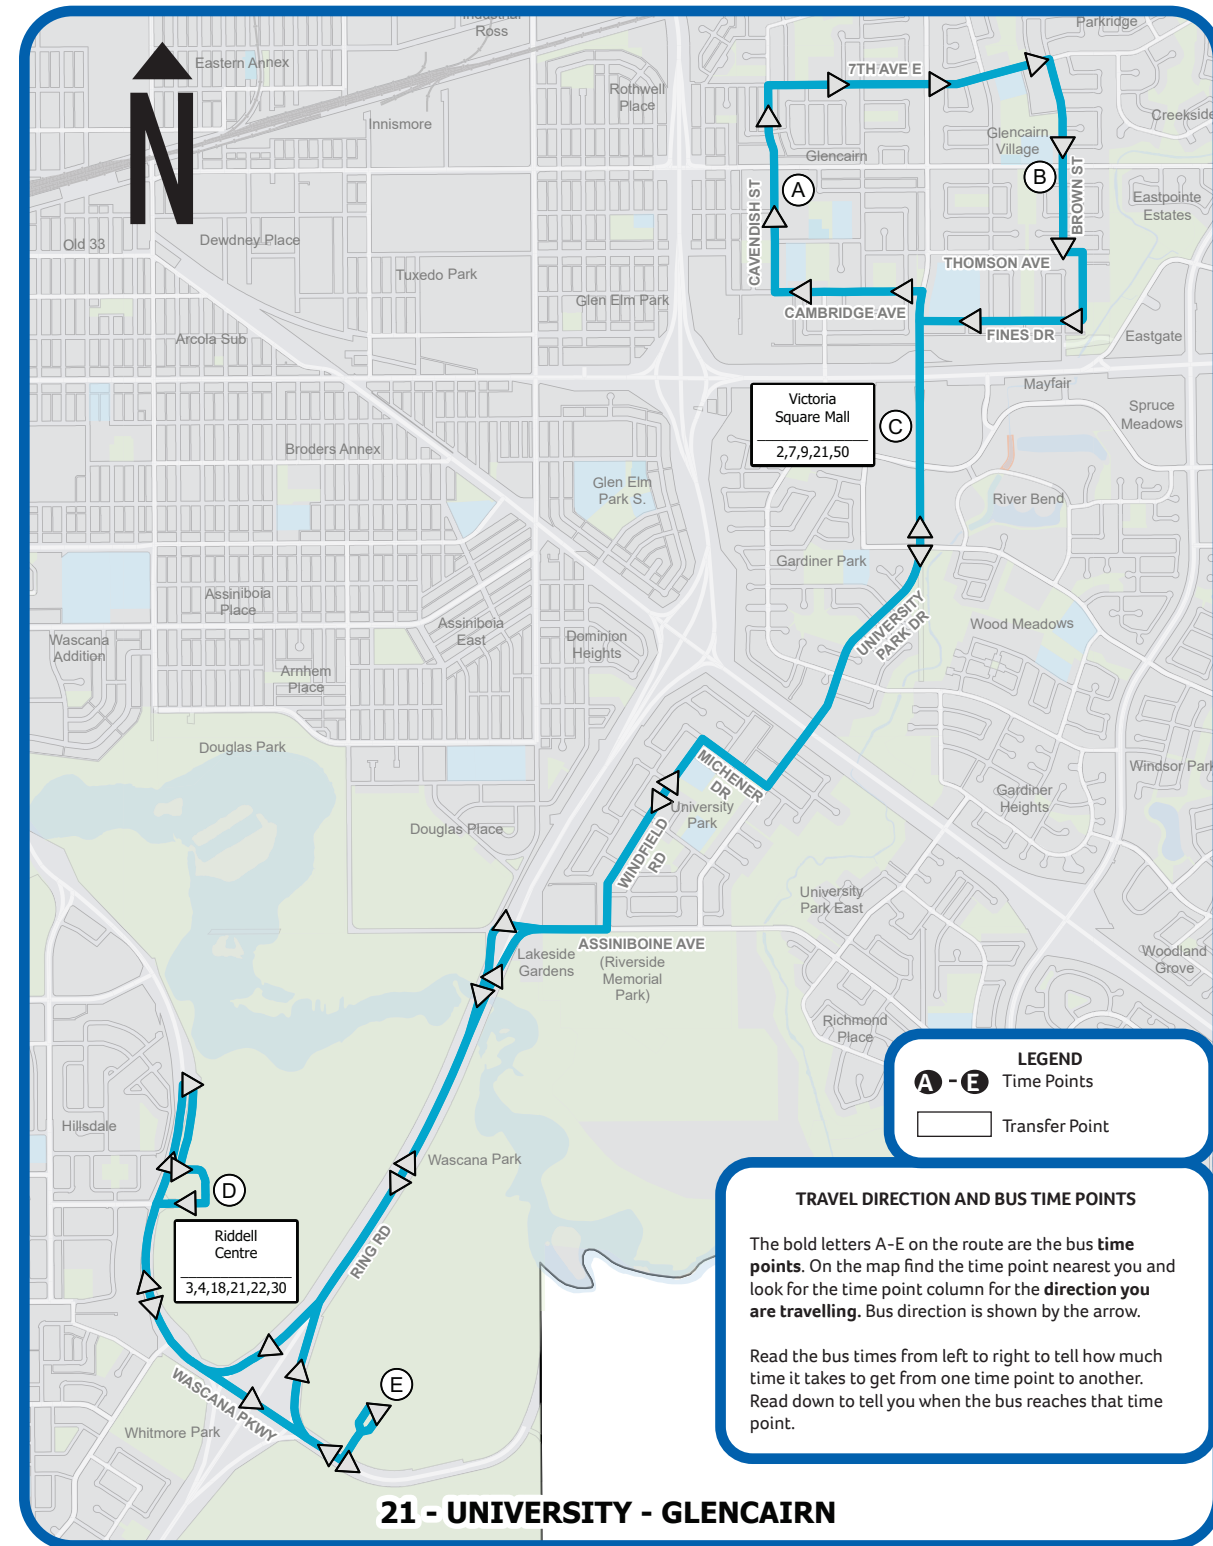 Industrial
Ross
Parkridge
Eastern Annex
7TH AVE E
Rothwell
Place
Creekside
Innismore
Glencairn
Village
Glencairn
N
A
B
BROWN ST
CAVENDISH ST
Eastpointe
Estates
Old 33
Dewdney Place
THOMSON AVE
Tuxedo Park
Glen Elm Park
CAMBRIDGE AVE
FINES DR
Eastgate
Arcola Sub
Mayfair
Victoria
Square Mall
2,7,9,21,50
C
Spruce
Meadows
Broders Annex
Glen Elm
Park S.
River Bend
Gardiner Park
Assiniboia
Place
UNIVERSITY
PARK DR
Wood Meadows
Assiniboia
East
Dominion
Heights
Wascana
Addition
Arnhem
Place
Douglas Park
MICHENER
DR
Windsor Park
Gardiner
Heights
University
Park
Douglas Place
WINDFIELD
RD
University
Park East
ASSINIBOINE AVE
(Riverside
Memorial
Park)
Lakeside
Gardens
Woodland
Grove
Richmond
Place
LEGEND
A - E Time Points
Transfer Point
Hillsdale
Wascana Park
D
Riddell
Centre
3,4,18,21,22,30
RING RD
TRAVEL DIRECTION AND BUS TIME POINTS
The bold letters A-E on the route are the bus time
points. On the map find the time point nearest you and
look for the time point column for the direction you
are travelling. Bus direction is shown by the arrow.
Read the bus times from left to right to tell how much
time it takes to get from one time point to another.
Read down to tell you when the bus reaches that time
point.
E
WASCANA PKWY
Whitmore Park
21 - UNIVERSITY - GLENCAIRN